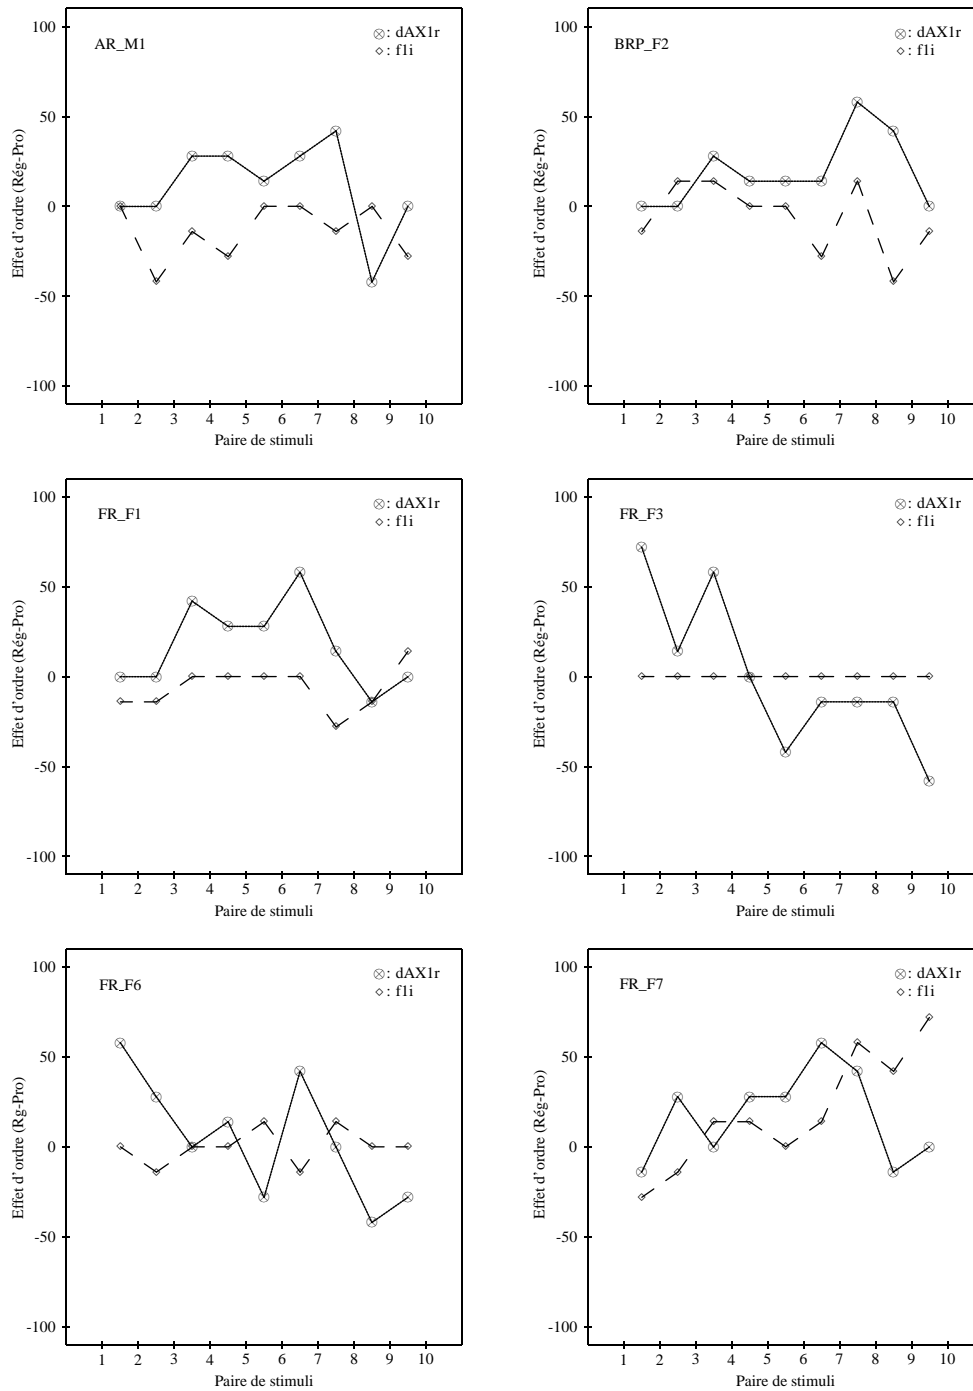 AR_M1
dAX1r
: f1i
100
50
0
-50
-100
Effet d'ordre (Rég-Pro)
1 2 3 4 5 6 7 8 9 10
Paire de stimuli
BRP_F2
: dAX1r
: f1i
100
50
0
-50
-100
Effet d'ordre (Rég-Pro)
1 2 3 4 5 6 7 8 9 10
Paire de stimuli
FR_F1
: dAX1r
: f1i
100
50
0
-50
-100
Effet d'ordre (Rég-Pro)
1 2 3 4 5 6 7 8 9 10
Paire de stimuli
FR_F3
: dAX1r
: f1i
100
50
0
-50
-100
Effet d'ordre (Rég-Pro)
1 2 3 4 5 6 7 8 9 10
Paire de stimuli
FR_F6
: dAX1r
: f1i
100
50
0
-50
-100
Effet d'ordre (Rg-Pro)
1 2 3 4 5 6 7 8 9 10
FR_F7
: dAX1r
: f1i
100
50
0
-50
-100
Effet d'ordre (Rég-Pro)
1 2 3 4 5 6 7 8 9 10